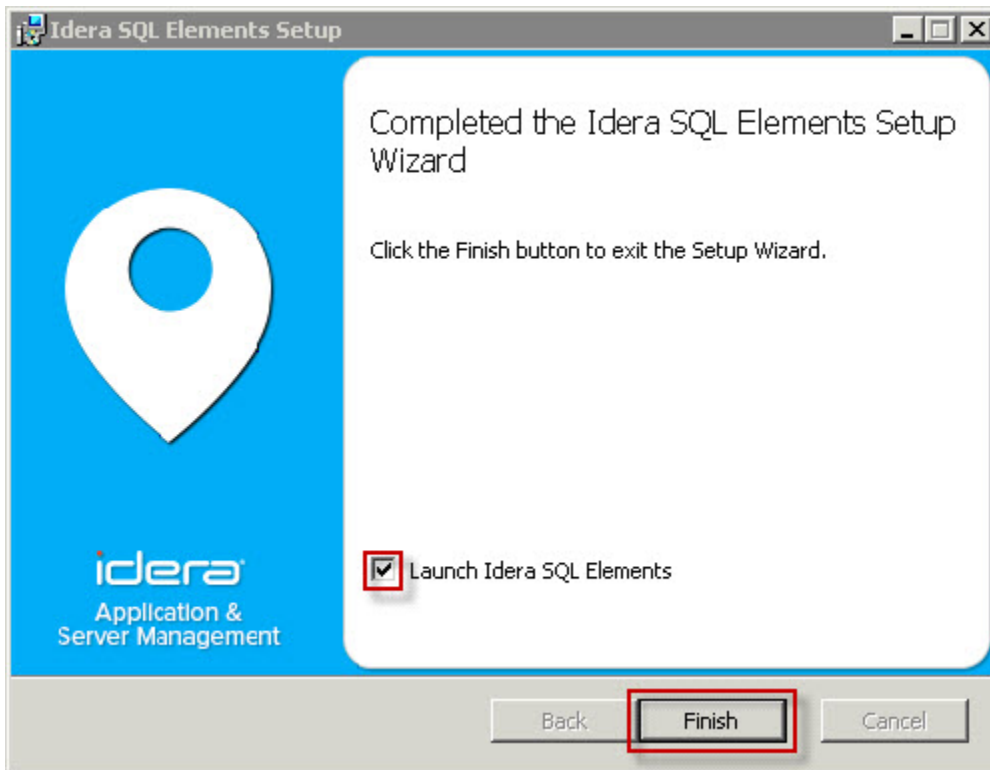 Idera SQL Elements Setup
Completed the Idera SQL Elements Setup
Wizard
Click the Finish button to exit the Setup Wizard.
Launch Idera SQL Elements
idera
Application &
Server Management
Back
Finish
Cancel